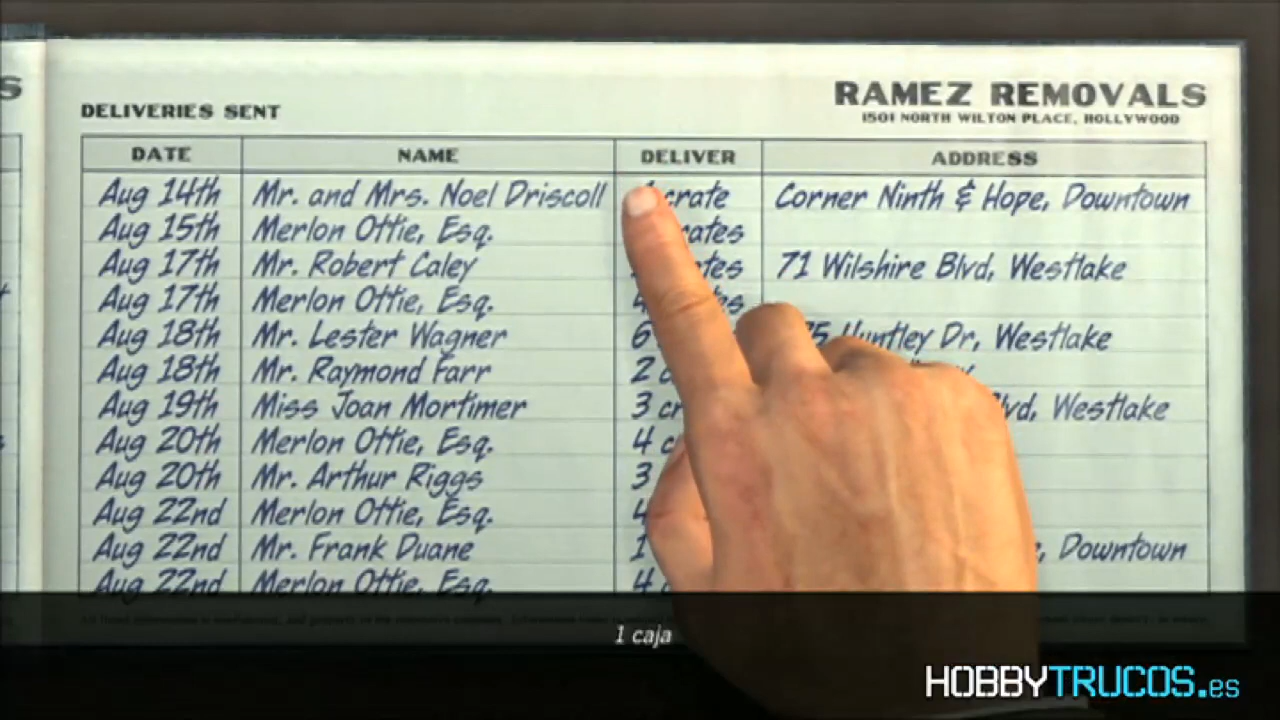 S
RAMEZ REMOVALS
DELIVERIES SENT
1501 NORTH WILTON PLACE, HOLLYWOOD
DATE NAME DELIVER ADDRESS
Aug 14th Mr. and Mrs. Noel Driscoll crate Corner Ninth & Hope, Downtown
Aug 15th Merlon Ottie, Esq.
Aug 17th Mr. Robert Caley 71 Wilshire Blvd, Westlake
Aug 17th Merlon Ottie, Esq. 4
Aug 18th Mr. Lester Wagner 6 Huntley Dr, Westlake
Aug 18th Mr. Raymond Farr 2
Aug 19th Miss Joan Mortimer 3 Westlake
Aug 20th Merlon Ottie, Esq. 4
Aug 20th Mr. Arthur Riggs 3
Aug 22nd Merlon Ottie, Esq. 4
Aug 22nd Mr. Frank Duane 1 Downtown
Aug 22nd Merlon Ottie, Esq. 4
1 caja
HOBBYTRUCOS.es